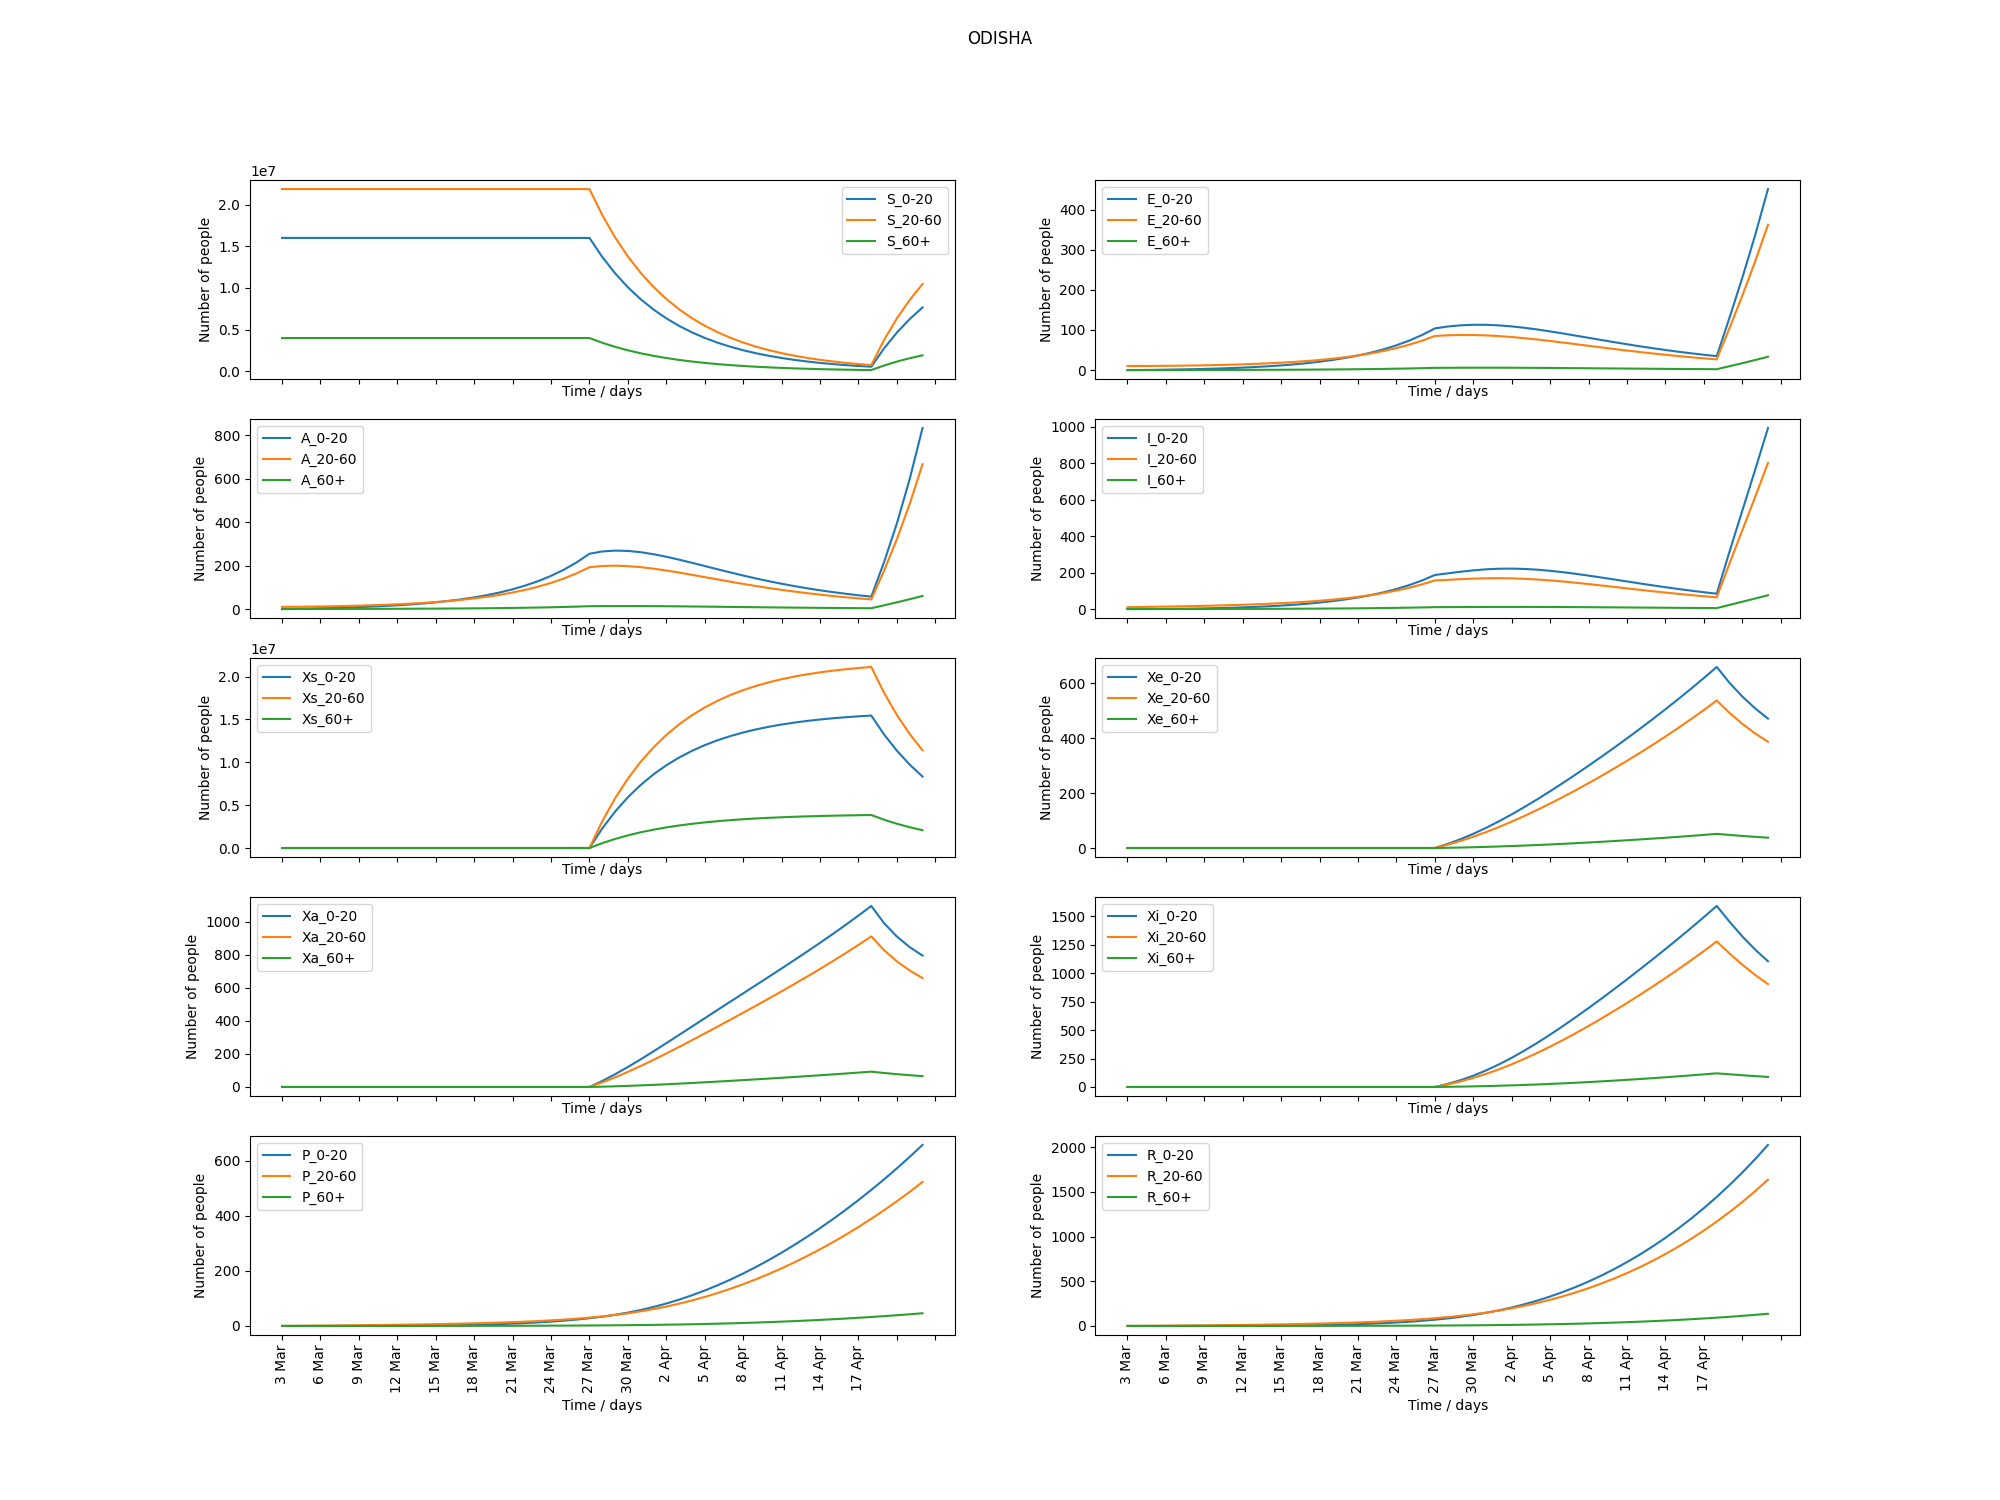 ODISHA
1e7
Number of people
2.0
1.5
1.0
0.5
0.0
S_0-20
S_20-60
S_60+
Time / days
Number of people
400
300
200
100
0
E_0-20
E_20-60
E_60+
Time / days
Number of people
800
600
400
200
0
A_0-20
A_20-60
A_60+
Time / days
Number of people
1000
800
600
400
200
0
I_0-20
I_20-60
I_60+
Time / days
1e7
Number of people
2.0
1.5
1.0
0.5
0.0
Xs_0-20
Xs_20-60
Xs_60+
Time / days
Number of people
600
400
200
0
Xe_0-20
Xe_20-60
Xe_60+
Time / days
Number of people
1000
800
600
400
200
0
Xa_0-20
Xa_20-60
Xa_60+
Time / days
Number of people
1500
1250
1000
750
500
250
0
Xi_0-20
Xi_20-60
Xi_60+
Time / days
Number of people
600
400
200
0
P_0-20
P_20-60
P_60+
3 Mar
6 Mar
9 Mar
12 Mar
15 Mar
18 Mar
21 Mar
24 Mar
27 Mar
30 Mar
2 Apr
5 Apr
8 Apr
11 Apr
14 Apr
17 Apr
Time / days
Number of people
2000
1500
1000
500
0
R_0-20
R_20-60
R_60+
3 Mar
6 Mar
9 Mar
12 Mar
15 Mar
18 Mar
21 Mar
24 Mar
27 Mar
30 Mar
2 Apr
5 Apr
8 Apr
11 Apr
14 Apr
17 Apr
Time / days